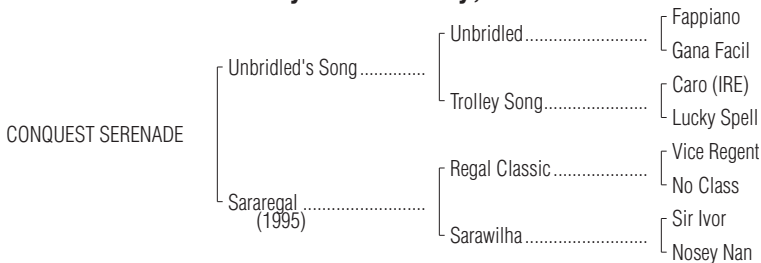 Fappiano
Unbridled
Gana Facil
Unbridled's Song
Caro (IRE)
Trolley Song
Lucky Spell
CONQUEST SERENADE
Vice Regent
Regal Classic
No Class
Sararegal
(1995)
Sir Ivor
Sarawilha
Nosey Nan